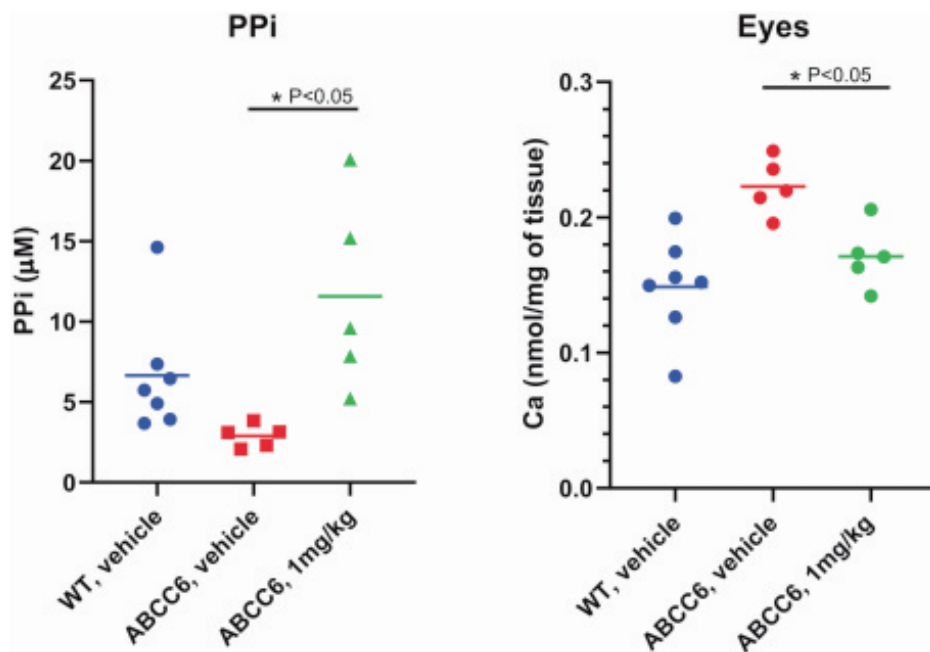 PPi
PPi (μM)
25
20
15
10
5
0
* P<0.05
WT, vehicle
ABCC6, vehicle
ABCC6, 1mg/kg
Eyes
Ca (nmol/mg of tissue)
0.3
0.2
0.1
0.0
* P<0.05
WT, vehicle
ABCC6, vehicle
ABCC6, 1mg/kg